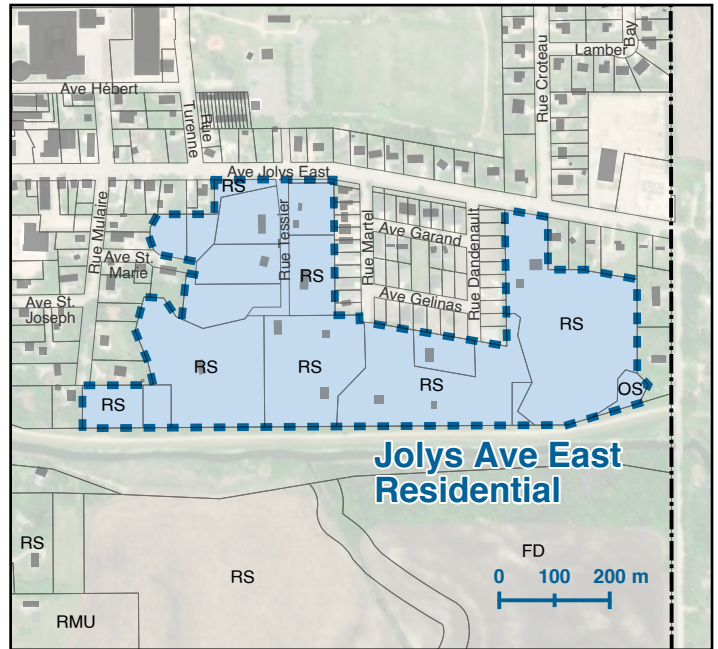 Lamber Bay
Ave Hébert
Rue Croteau
Rue
Turenne
Ave Jolys East
RS
Rue Mulaire
Rue Tessier
Rue Martel
Ave Garand
Rue Dandenault
Ave St.
Marie
RS
Ave Gelinas
Ave St.
Joseph
RS
RS
RS
RS
OS
RS
Jolys Ave East
Residential
RS
FD
RS
0 100 200 m
RMU